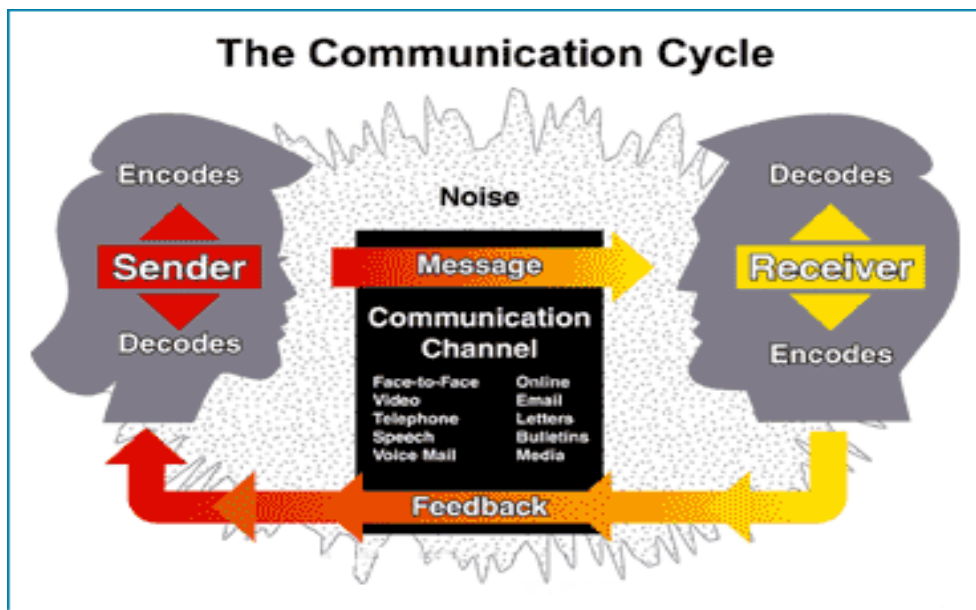 The Communication Cycle
Encodes
Sender
Decodes
Noise
Message
Communication
Channel
Face-to-Face Online
Video Email
Telephone Letters
Speech Bulletins
Voice Mail Media
Feedback
Decodes
Receiver
Encodes